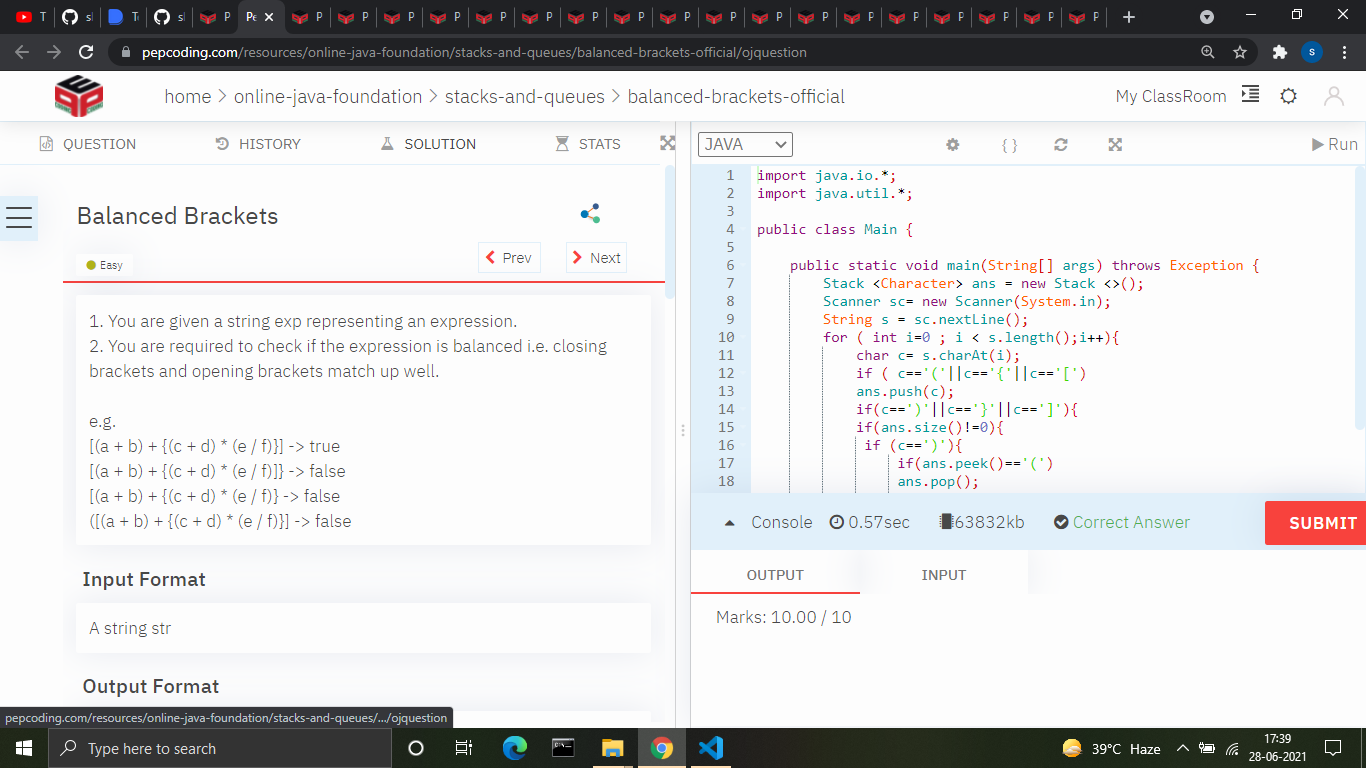 pepcoding.com/resources/online-java-foundation/stacks-and-queues/balanced-brackets-official/ojquestion
home > online-java-foundation > stacks-and-queues > balanced-brackets-official
My ClassRoom
QUESTION HISTORY SOLUTION STATS
JAVA
{ }
Run
Balanced Brackets
Easy
Prev Next
1. You are given a string exp representing an expression.
2. You are required to check if the expression is balanced i.e. closing
brackets and opening brackets match up well.
e.g.
[(a + b) + {(c + d) * (e / f)}] -> true
[(a + b) + {(c + d) * (e / f)]} -> false
[(a + b) + {(c + d) * (e / f)} -> false
([(a + b) + {(c + d) * (e / f)}] -> false
Input Format
A string str
Output Format
pepcoding.com/resources/online-java-foundation/stacks-and-queues/.../ojquestion
1 import java.io.*;
2 import java.util.*;
3
4 public class Main {
5
6 public static void main(String[] args) throws Exception {
7 Stack <Character> ans = new Stack <>();
8 Scanner sc= new Scanner(System.in);
9 String s = sc.nextLine();
10 for ( int i=0 ; i < s.length();i++){
11 char c= s.charAt(i);
12 if ( c=='('||c=='{'||c=='[')
13 ans.push(c);
14 if(c==')'||c=='}'||c==']'){
15 if(ans.size()!=0){
16 if (c==')'){
17 if(ans.peek()=='(')
18 ans.pop();
Console 0.57sec 63832kb Correct Answer
SUBMIT
OUTPUT INPUT
Marks: 10.00 / 10
Type here to search
39°C Haze
17:39
28-06-2021